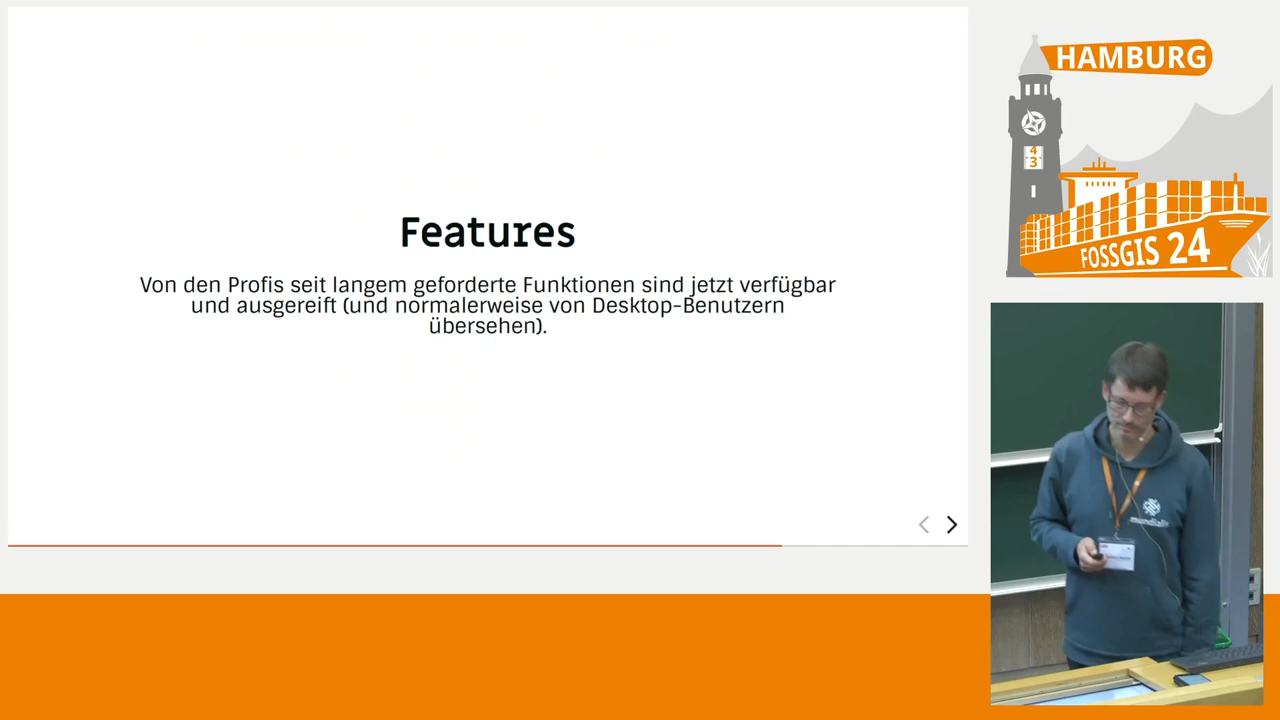 Features
Von den Profis seit langem geforderte Funktionen sind jetzt verfügbar
und ausgereift (und normalerweise von Desktop-Benutzern
übersehen).
HAMBURG
4
3
FOSSGIS 24
mundialis